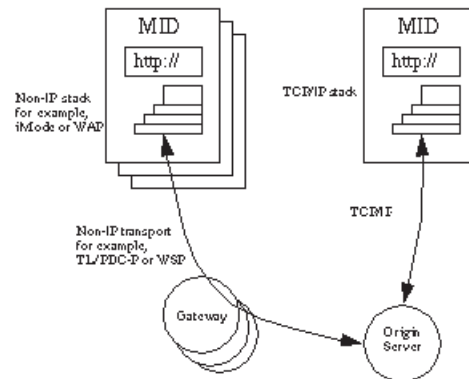 MID
http://
Non-IP stack
for example,
iMode or WAP
MID
http://
TCP/IP stack
TCP/IP
Non-IP transport
for example,
TL/PDC-P or WSP
Gateway
Origin
Server